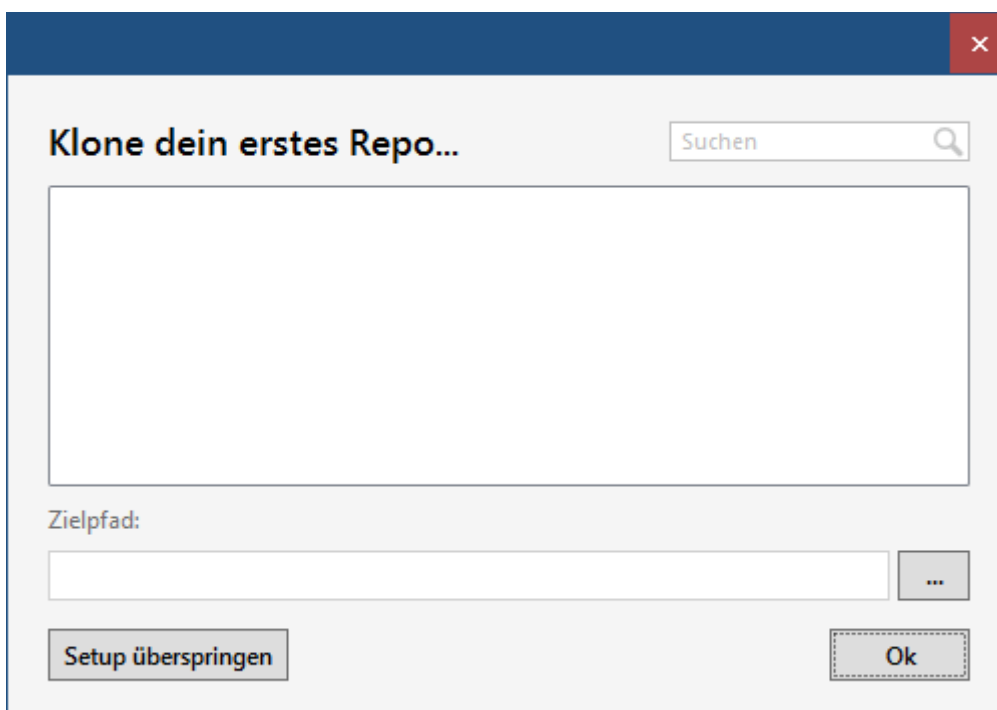 Klone dein erstes Repo...
Suchen
Zielpfad:
...
Setup überspringen
Ok